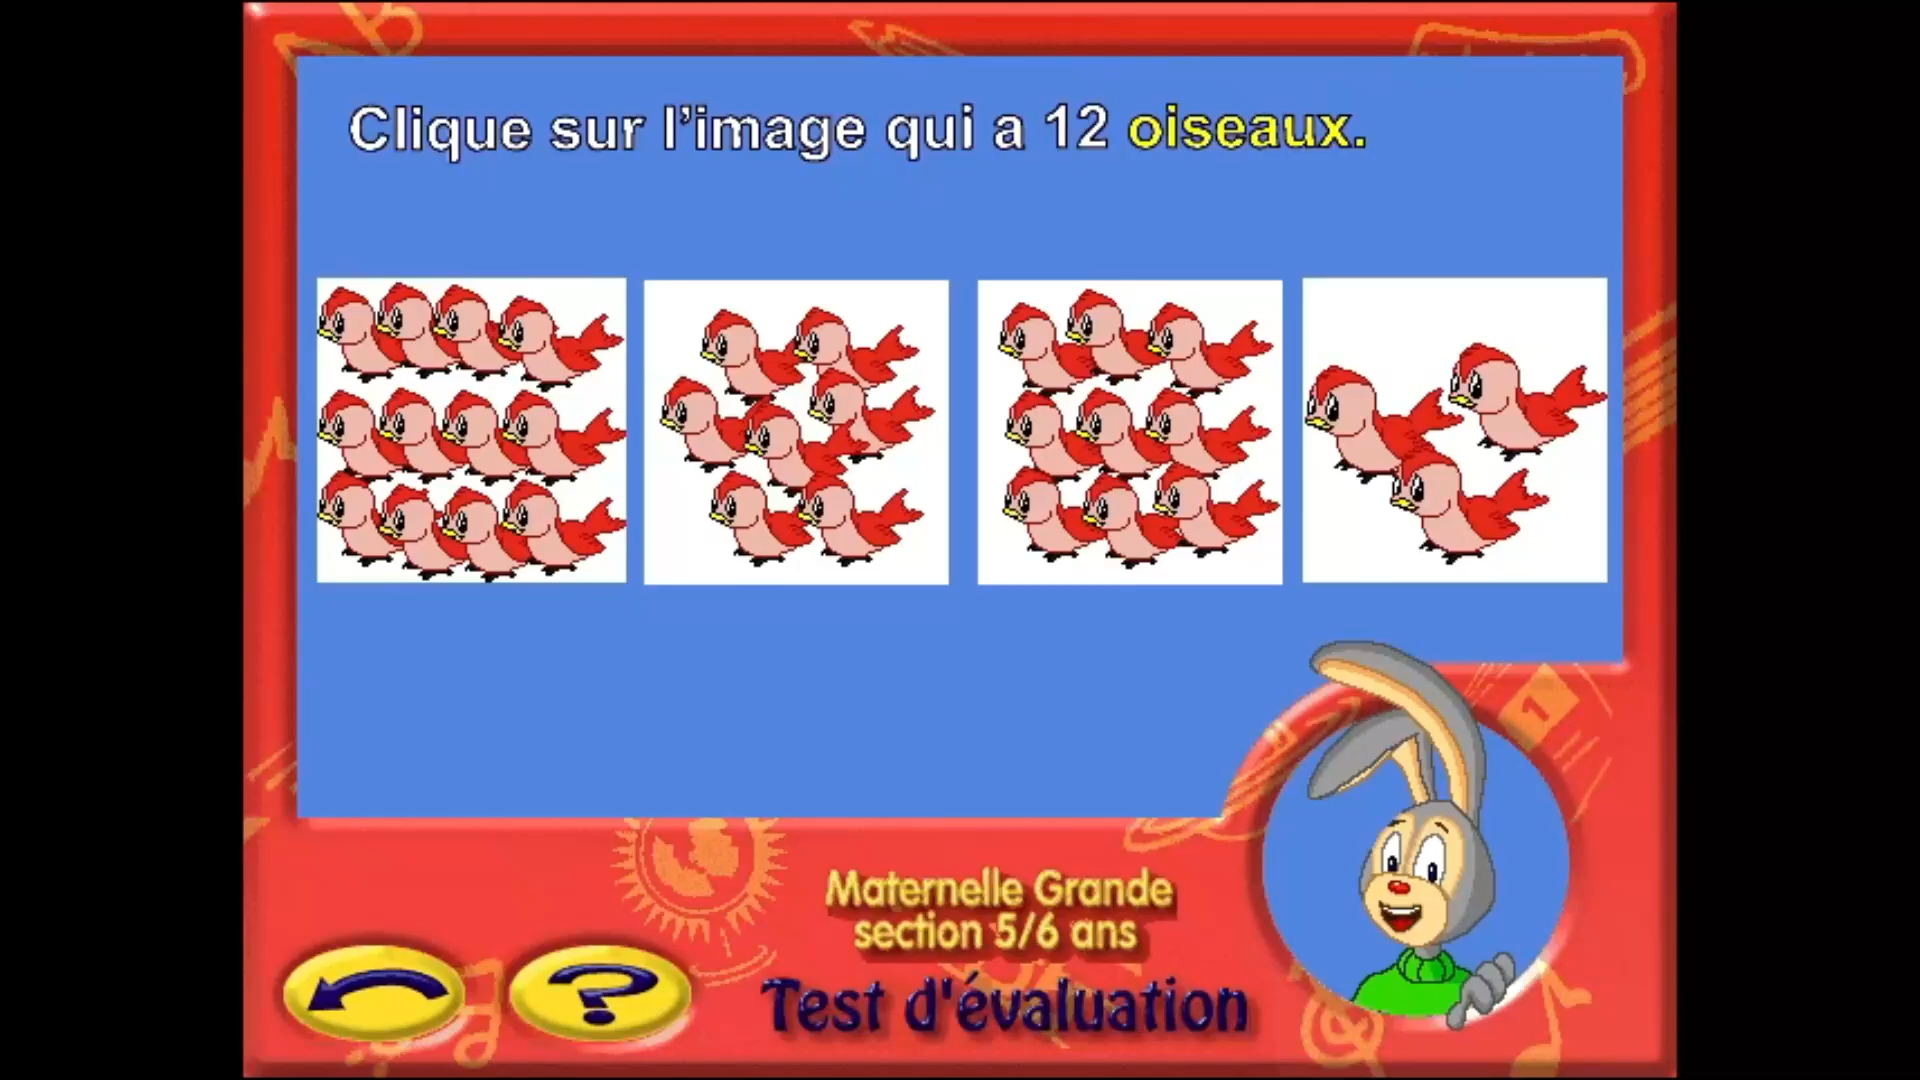 Clique sur l'image qui a 12 oiseaux.
Maternelle Grande
section 5/6 ans
Test d'évaluation